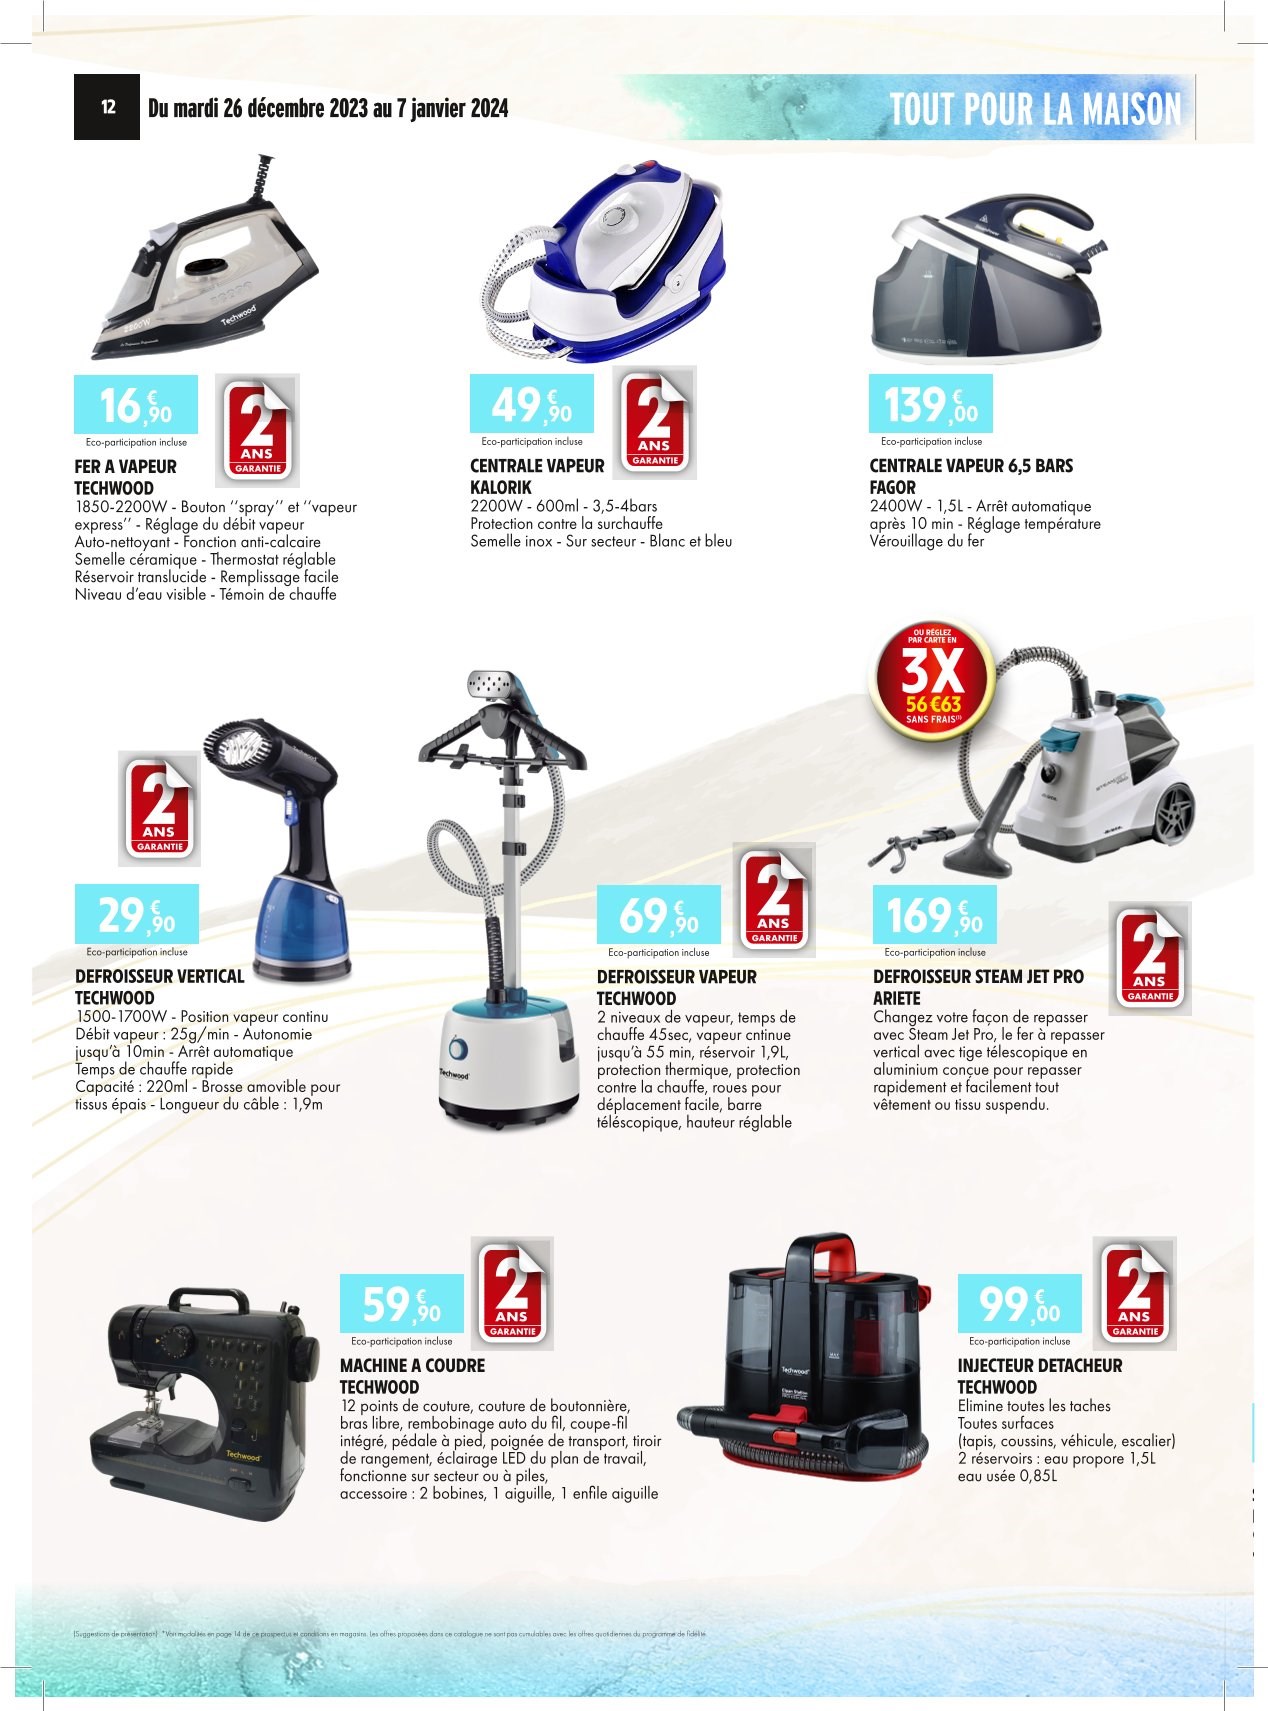 12
Du mardi 26 décembre 2023 au 7 janvier 2024
TOUT POUR LA MAISON
2200W
Techwood
16€,90
Eco-participation incluse
2
ANS
GARANTIE
FER A VAPEUR
TECHWOOD
1850-2200W - Bouton ‘‘spray’’ et ‘‘vapeur
express’’ - Réglage du débit vapeur
Auto-nettoyant - Fonction anti-calcaire
Semelle céramique - Thermostat réglable
Réservoir translucide - Remplissage facile
Niveau d’eau visible - Témoin de chauffe
49€,90
Eco-participation incluse
2
ANS
GARANTIE
CENTRALE VAPEUR
KALORIK
2200W - 600ml - 3,5-4bars
Protection contre la surchauffe
Semelle inox - Sur secteur - Blanc et bleu
139€,00
Eco-participation incluse
CENTRALE VAPEUR 6,5 BARS
FAGOR
2400W - 1,5L - Arrêt automatique
après 10 min - Réglage température
Vérouillage du fer
2
ANS
GARANTIE
29€,90
Eco-participation incluse
DEFROISSEUR VERTICAL
TECHWOOD
1500-1700W - Position vapeur continu
Débit vapeur : 25g/min - Autonomie
jusqu’à 10min - Arrêt automatique
Temps de chauffe rapide
Capacité : 220ml - Brosse amovible pour
tissus épais - Longueur du câble : 1,9m
Techwood
69€,90
Eco-participation incluse
2
ANS
GARANTIE
DEFROISSEUR VAPEUR
TECHWOOD
2 niveaux de vapeur, temps de
chauffe 45sec, vapeur cntinue
jusqu’à 55 min, réservoir 1,9L,
protection thermique, protection
contre la chauffe, roues pour
déplacement facile, barre
téléscopique, hauteur réglable
OU RÉGLEZ
PAR CARTE EN
3X
56€63
SANS FRAIS(1)
169€,90
Eco-participation incluse
2
ANS
GARANTIE
DEFROISSEUR STEAM JET PRO
ARIETE
Changez votre façon de repasser
avec Steam Jet Pro, le fer à repasser
vertical avec tige télescopique en
aluminium conçue pour repasser
rapidement et facilement tout
vêtement ou tissu suspendu.
Techwood
59€,90
Eco-participation incluse
2
ANS
GARANTIE
MACHINE A COUDRE
TECHWOOD
12 points de couture, couture de boutonnière,
bras libre, rembobinage auto du fil, coupe-fil
intégré, pédale à pied, poignée de transport, tiroir
de rangement, éclairage LED du plan de travail,
fonctionne sur secteur ou à piles,
accessoire : 2 bobines, 1 aiguille, 1 enfile aiguille
Techwood
99€,00
Eco-participation incluse
2
ANS
GARANTIE
INJECTEUR DETACHEUR
TECHWOOD
Elimine toutes les taches
Toutes surfaces
(tapis, coussins, véhicule, escalier)
2 réservoirs : eau propore 1,5L
eau usée 0,85L
(Suggestions de présentation) : *Voir modalités en page 14 de ce prospectus et conditions en magasins. Les offres proposées dans ce catalogue ne sont pas cumulables avec les offres quotidiennes du programme de fidélité.